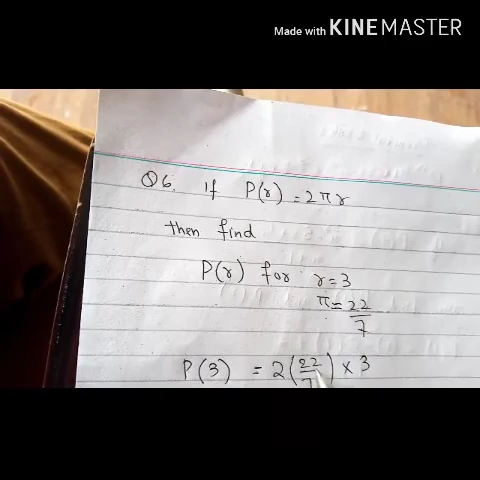 Made with KINEMASTER
Q6. If P(r) = 2πr
then find
P(r) for r=3
π=22/7
P(3) = 2(22/7) × 3